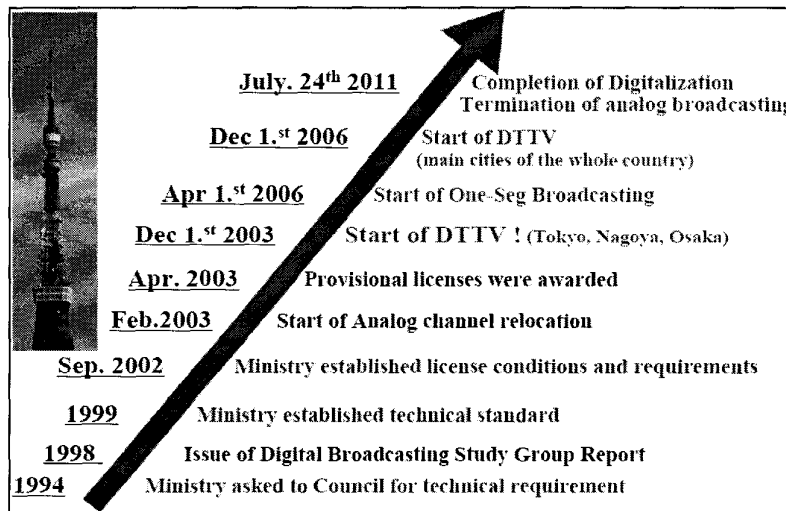 July. 24th 2011 Completion of Digitalization
Termination of analog broadcasting
Dec 1.st 2006 Start of DTTV
(main cities of the whole country)
Apr 1.st 2006 Start of One-Seg Broadcasting
Dec 1.st 2003 Start of DTTV ! (Tokyo, Nagoya, Osaka)
Apr. 2003 Provisional licenses were awarded
Feb.2003 Start of Analog channel relocation
Sep. 2002 Ministry established license conditions and requirements
1999 Ministry established technical standard
1998 Issue of Digital Broadcasting Study Group Report
1994 Ministry asked to Council for technical requirement